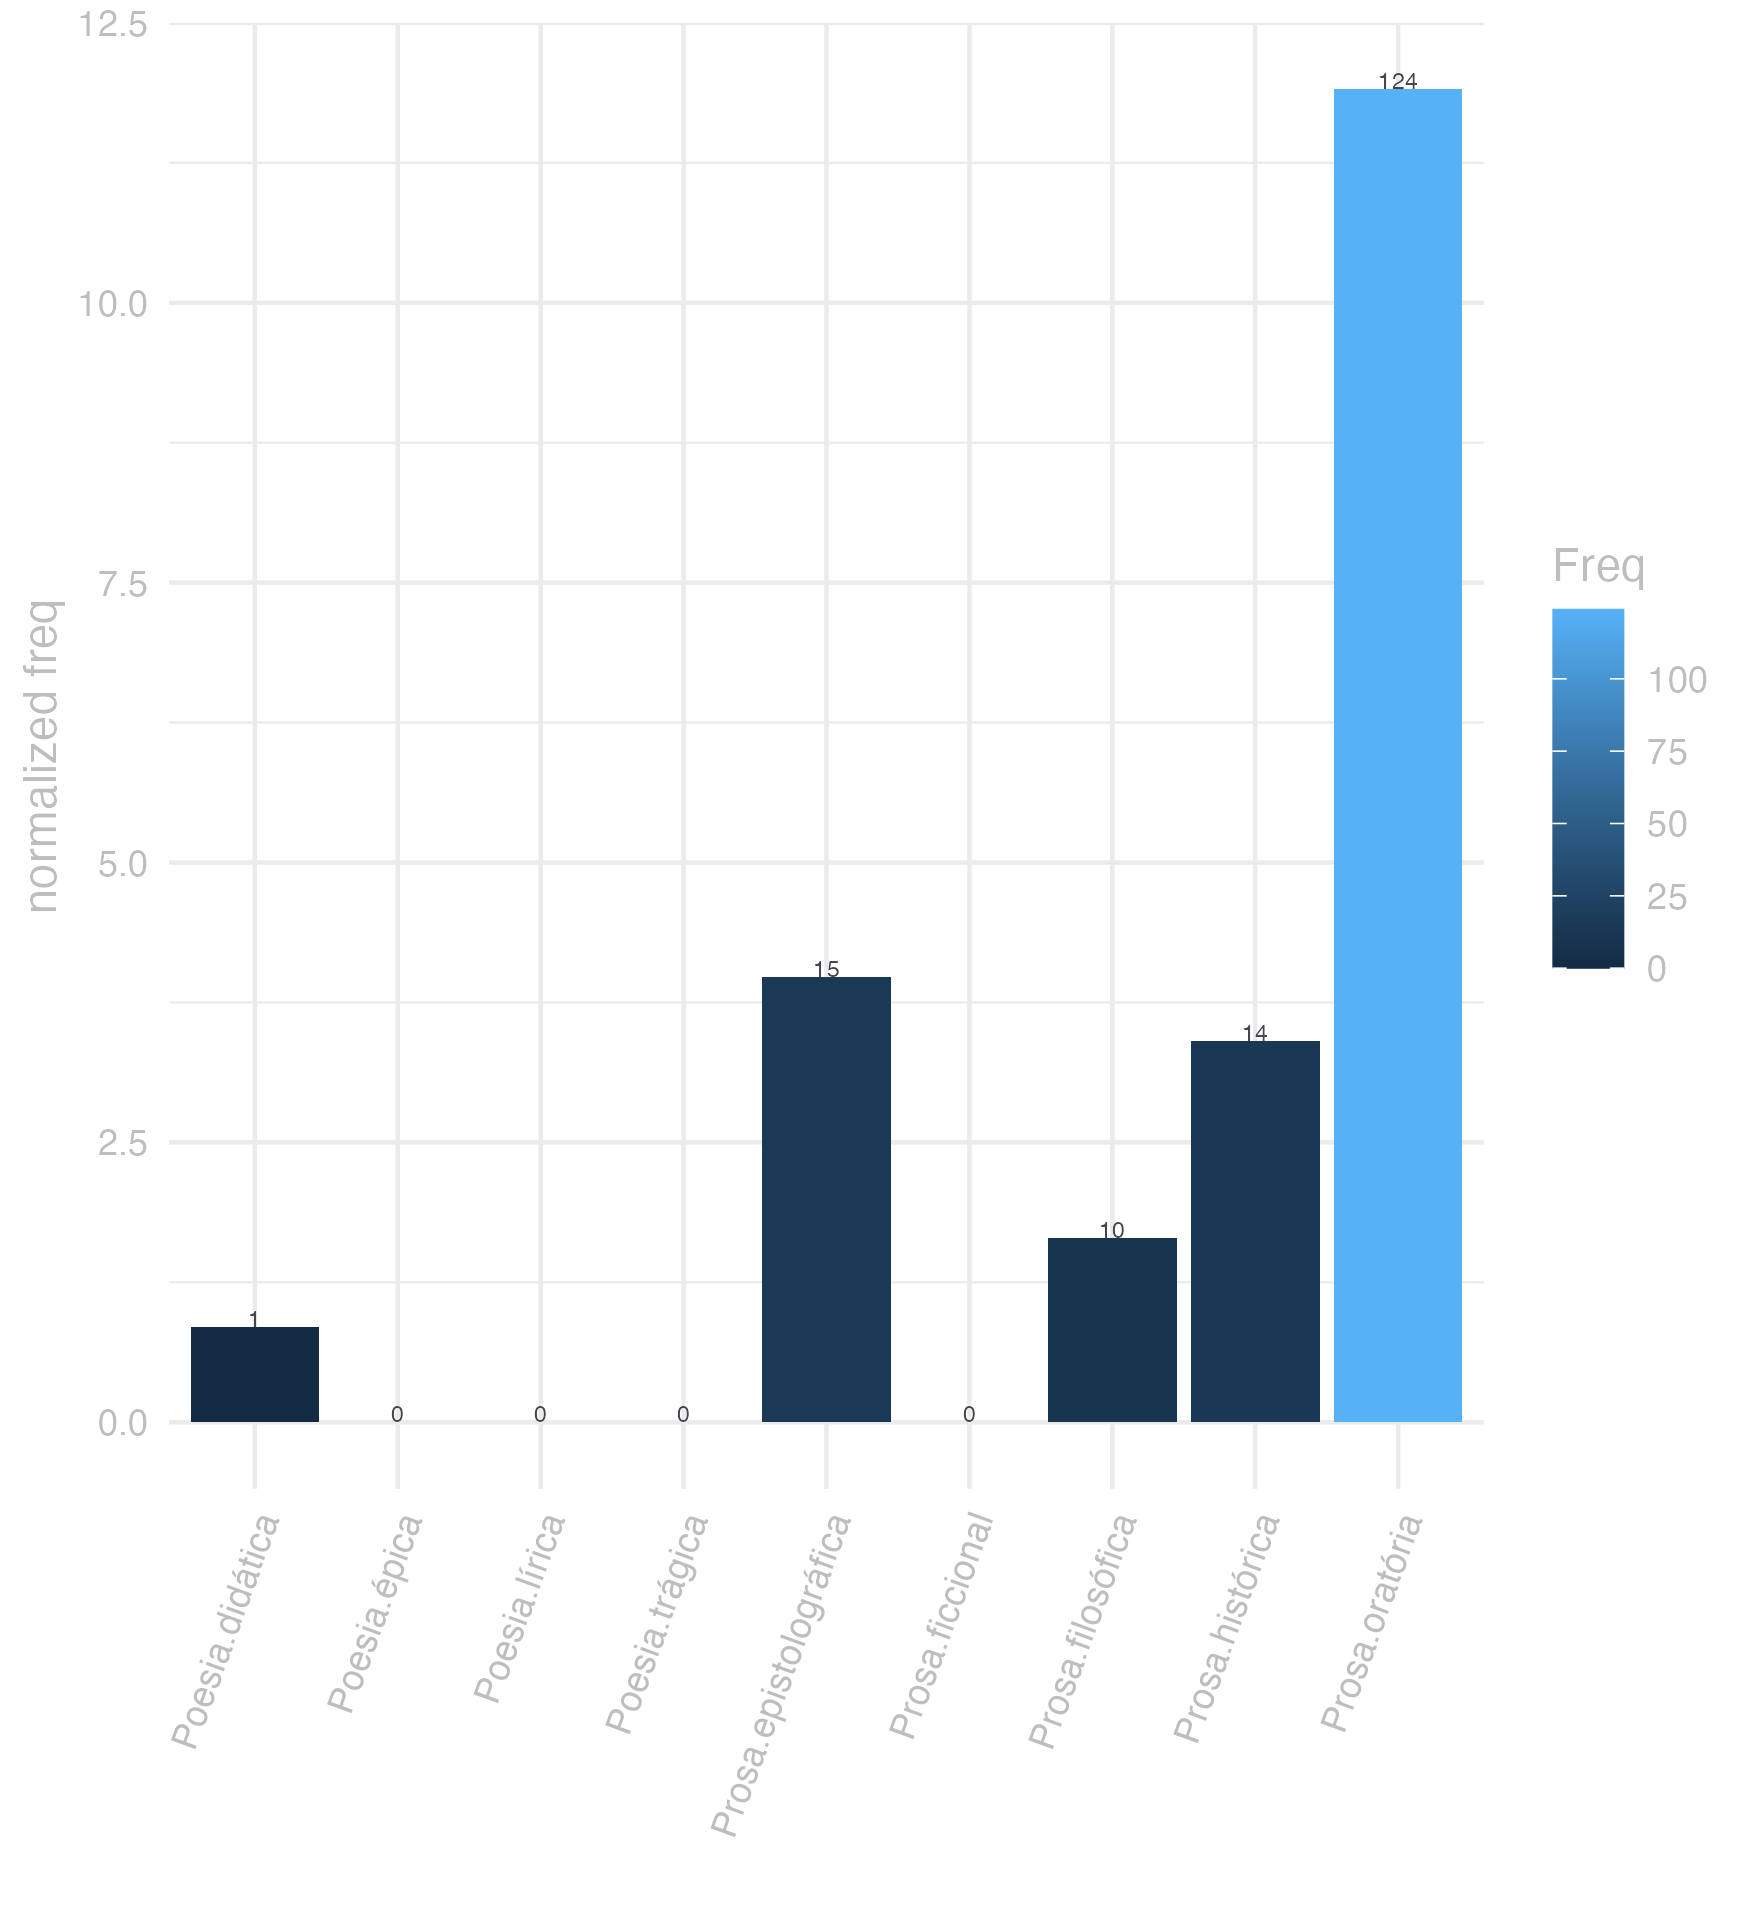 12.5
10.0
7.5
5.0
2.5
0.0
normalized freq
124
15
14
10
1
0
0
0
0
Poesia.didática
Poesia.épica
Poesia.lírica
Poesia.trágica
Prosa.epistolográfica
Prosa.ficcional
Prosa.filosófica
Prosa.histórica
Prosa.oratória
Freq
100
75
50
25
0